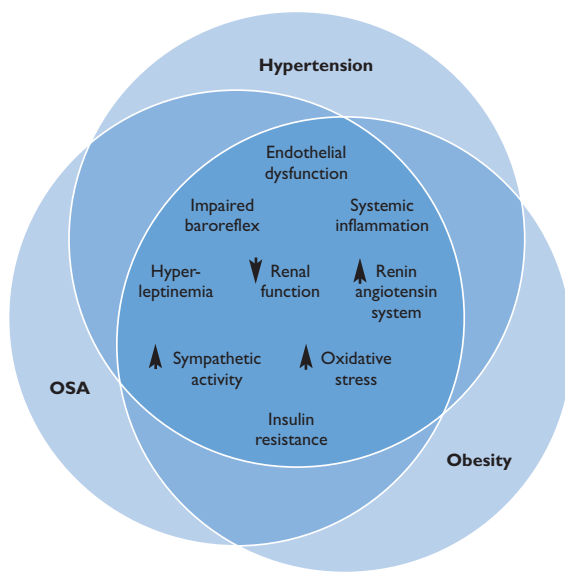 Hypertension
Endothelial
dysfunction
Impaired
baroreflex
Systemic
inflammation
Hyper-
leptinemia
Renal
function
Renin
angiotensin
system
Sympathetic
activity
Oxidative
stress
OSA
Insulin
resistance
Obesity